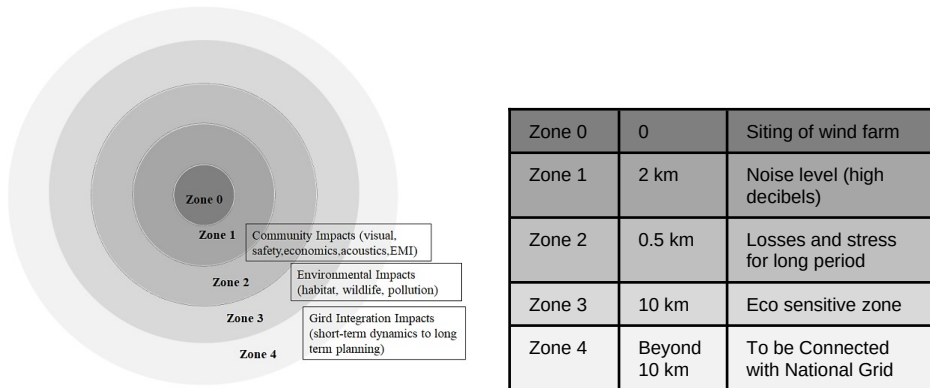 Zone 0
Zone 1
Community Impacts (visual,
safety,economics,acoustics,EMI)
Zone 2
Environmental Impacts
(habitat, wildlife, pollution)
Zone 3
Gird Integration Impacts
(short-term dynamics to long
term planning)
Zone 4
Zone 0 0 Siting of wind farm
Zone 1 2 km Noise level (high
decibels)
Zone 2 0.5 km Losses and stress
for long period
Zone 3 10 km Eco sensitive zone
Zone 4 Beyond To be Connected
10 km with National Grid